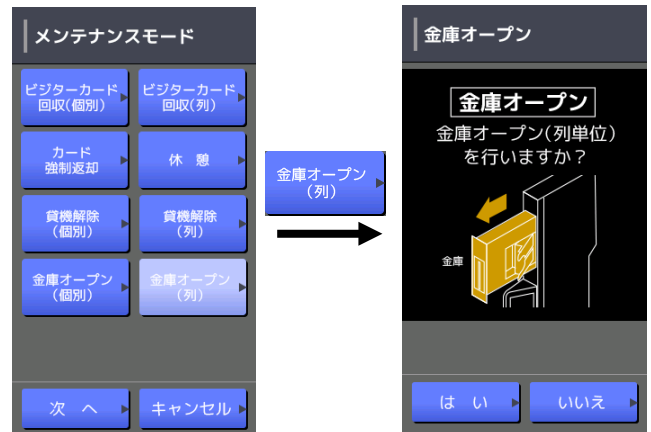 メンテナンスモード
ビジターカード
回収(個別)
ビジターカード
回収(列)
カード
強制返却
休 憩
貸機解除
(個別)
貸機解除
(列)
金庫オープン
(個別)
金庫オープン
(列)
次 へ
キャンセル
金庫オープン
(列)
金庫オープン
金庫オープン
金庫オープン(列単位)
を行いますか？
金庫
は い
いいえ